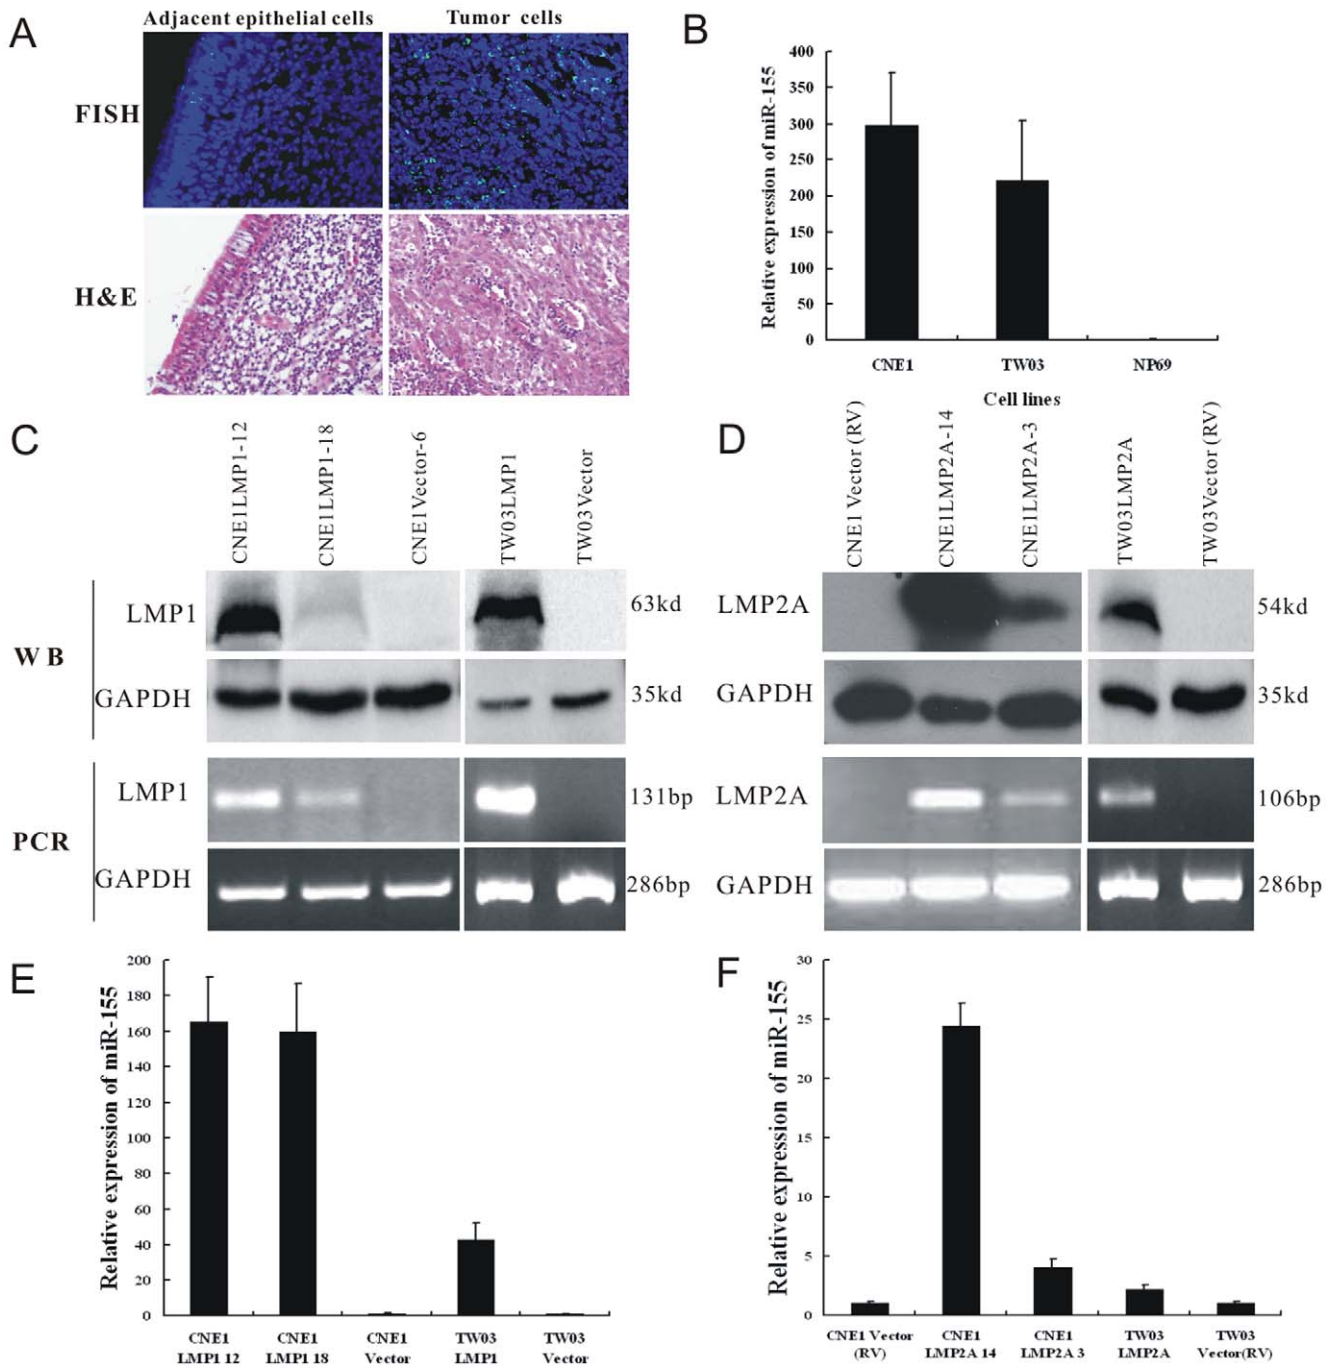 A
Adjacent epithelial cells
Tumor cells
FISH
H&E
B
Relative expression of miR-155
400
350
300
250
200
150
100
50
0
CNE1
TW03
NP69
Cell lines
C
CNE1LMP1-12
CNE1LMP1-18
CNE1Vector-6
TW03LMP1
TW03Vector
WB
LMP1
63kd
GAPDH
35kd
PCR
LMP1
131bp
GAPDH
286bp
D
CNE1Vector(RV)
CNE1LMP2A-14
CNE1LMP2A-3
TW03LMP2A
TW03Vector(RV)
LMP2A
54kd
GAPDH
35kd
LMP2A
106bp
GAPDH
286bp
E
Relative expression of miR-155
200
180
160
140
120
100
80
60
40
20
0
CNE1
LMP1 12
CNE1
LMP1 18
CNE1
Vector
TW03
LMP1
TW03
Vector
F
Relative expression of miR-155
30
25
20
15
10
5
0
CNE1 Vector
(RV)
CNE1
LMP2A 14
CNE1
LMP2A 3
TW03
LMP2A
TW03
Vector(RV)